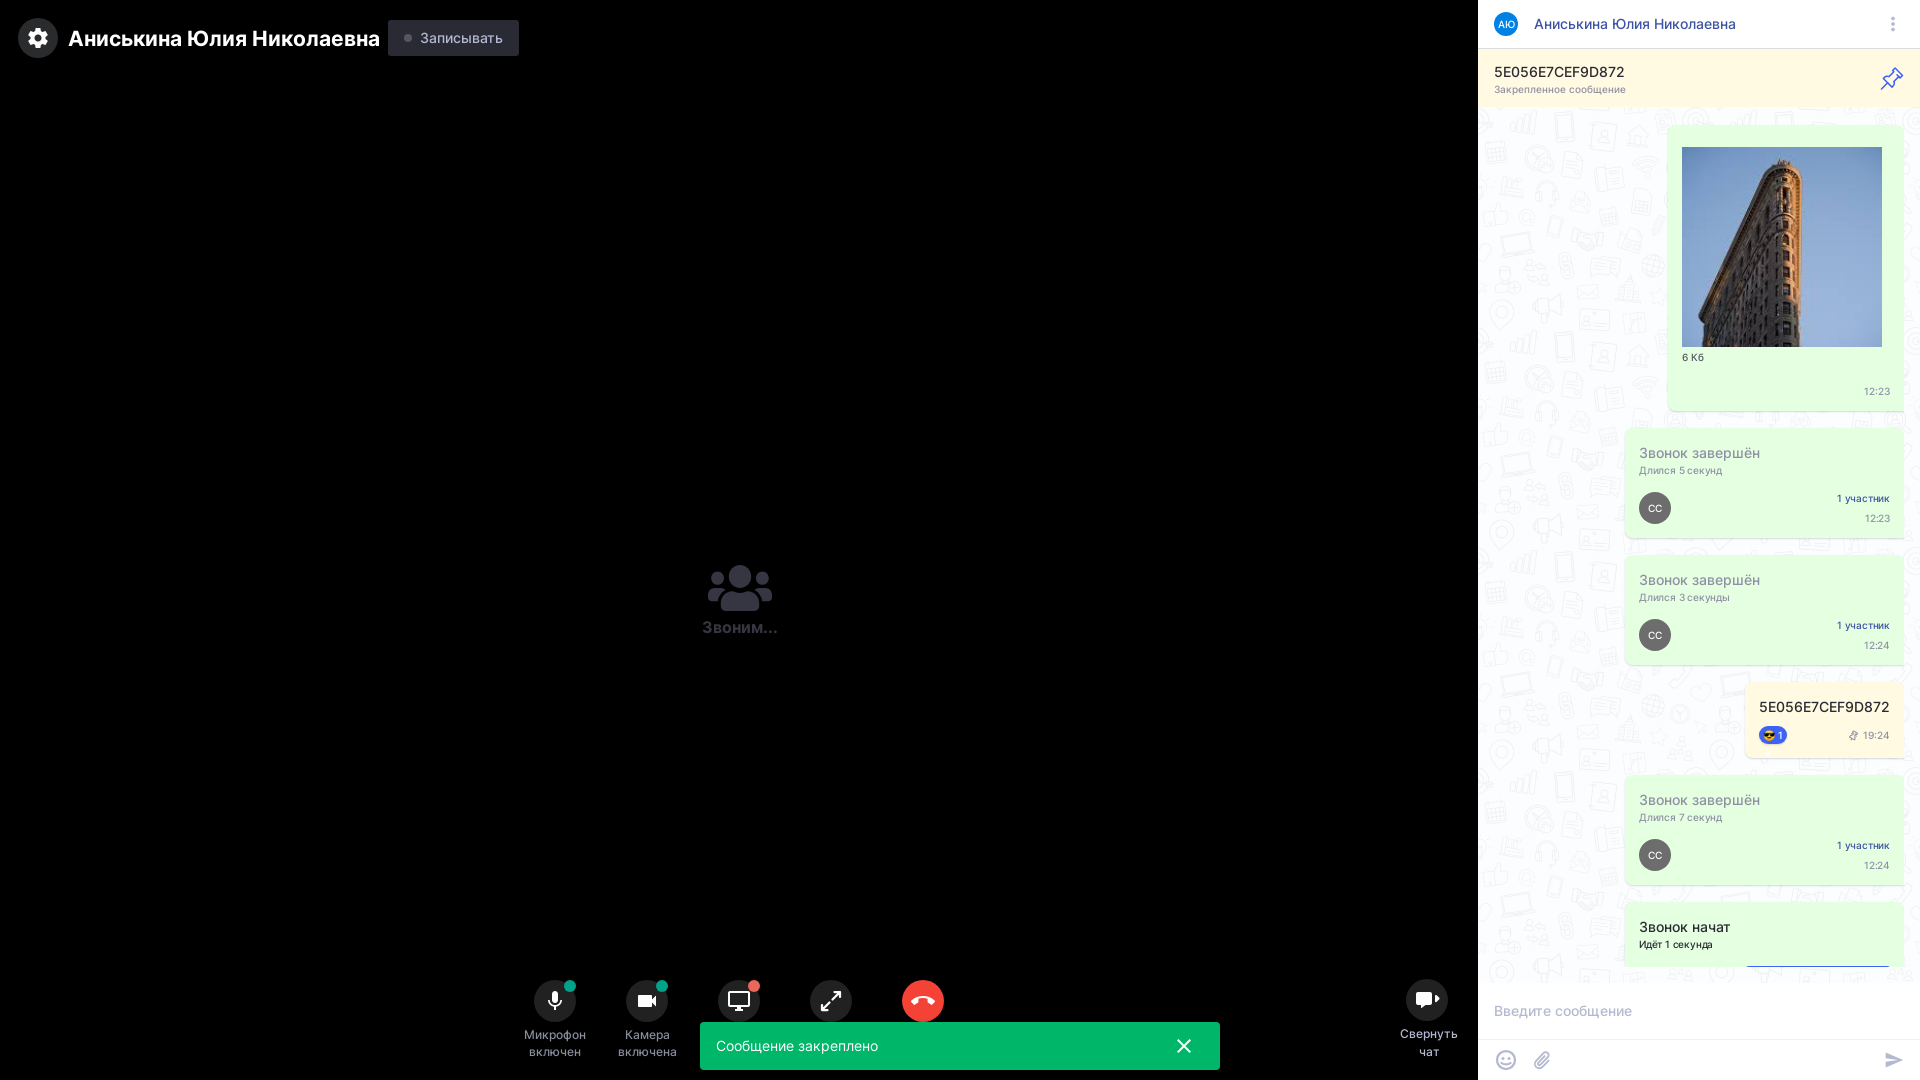 Аниськина Юлия Николаевна
Записывать
Звоним...
Микрофон
включен
Камера
включена
Сообщение закреплено
Свернуть
чат
АЮ
Аниськина Юлия Николаевна
5E056E7CEF9D872
Закрепленное сообщение
6 Кб
12:23
Звонок завершён
Длился 5 секунд
СС
1 участник
12:23
Звонок завершён
Длился 3 секунды
СС
1 участник
12:24
5E056E7CEF9D872
1
19:24
Звонок завершён
Длился 7 секунд
СС
1 участник
12:24
Звонок начат
Идёт 1 секунда
Введите сообщение